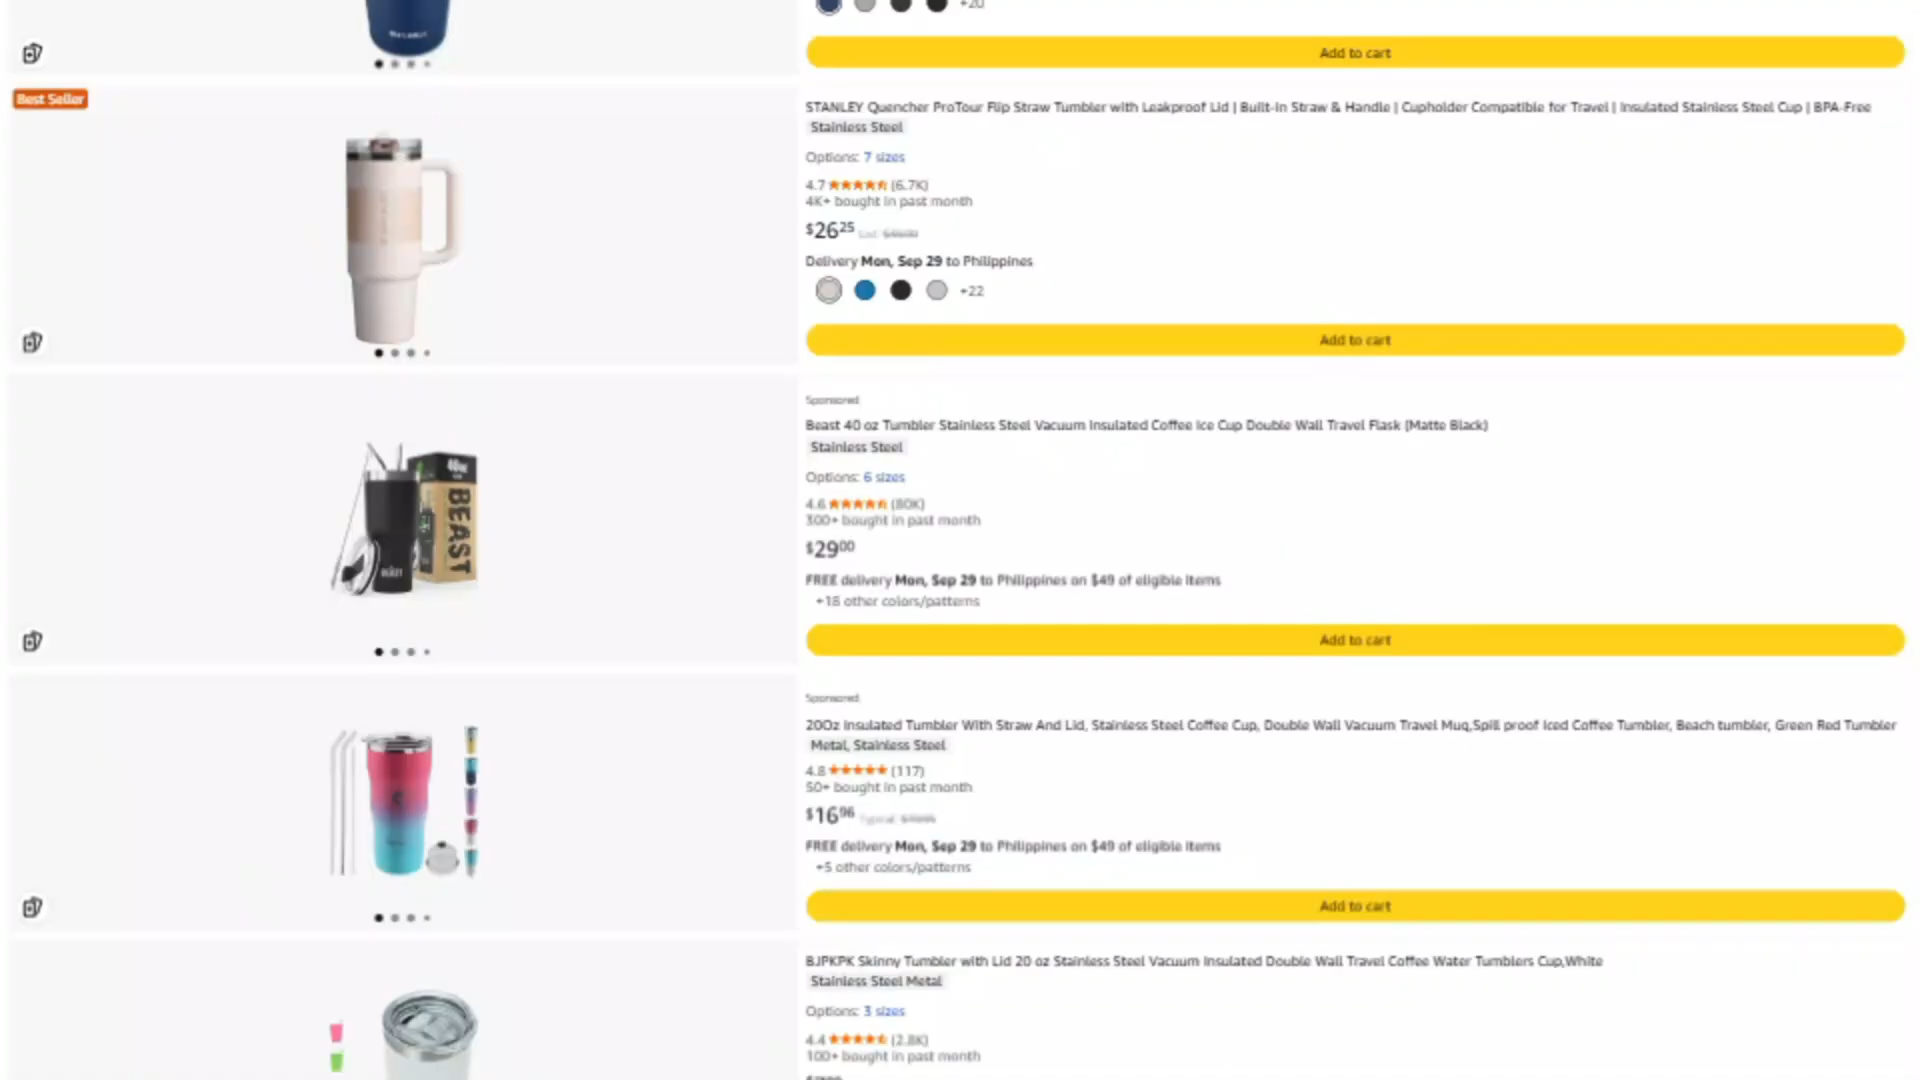 +20
Add to cart
Best Seller
STANLEY Quencher ProTour Flip Straw Tumbler with Leakproof Lid | Built-in Straw & Handle | Cupholder Compatible for Travel | Insulated Stainless Steel Cup | BPA-Free
Stainless Steel
Options: 7 sizes
4.7 (6.7K)
4K+ bought in past month
$26.25 List:
Delivery Mon, Sep 29 to Philippines
+22
Add to cart
Sponsored
Beast 40 oz Tumbler Stainless Steel Vacuum Insulated Coffee Ice Cup Double Wall Travel Flask (Matte Black)
Stainless Steel
Options: 6 sizes
4.6 (80K)
300+ bought in past month
$29.00
FREE delivery Mon, Sep 29 to Philippines on $49 of eligible items
+18 other colors/patterns
40oz
BEAST
BEAST
Add to cart
Sponsored
20Oz Insulated Tumbler With Straw And Lid, Stainless Steel Coffee Cup, Double Wall Vacuum Travel Mug,Spill proof Iced Coffee Tumbler, Beach tumbler, Green Red Tumbler
Metal, Stainless Steel
4.8 (117)
50+ bought in past month
$16.96 Typical:
FREE delivery Mon, Sep 29 to Philippines on $49 of eligible items
+5 other colors/patterns
Add to cart
BJPKPK Skinny Tumbler with Lid 20 oz Stainless Steel Vacuum Insulated Double Wall Travel Coffee Water Tumblers Cup,White
Stainless Steel Metal
Options: 3 sizes
4.4 (2.8K)
100+ bought in past month